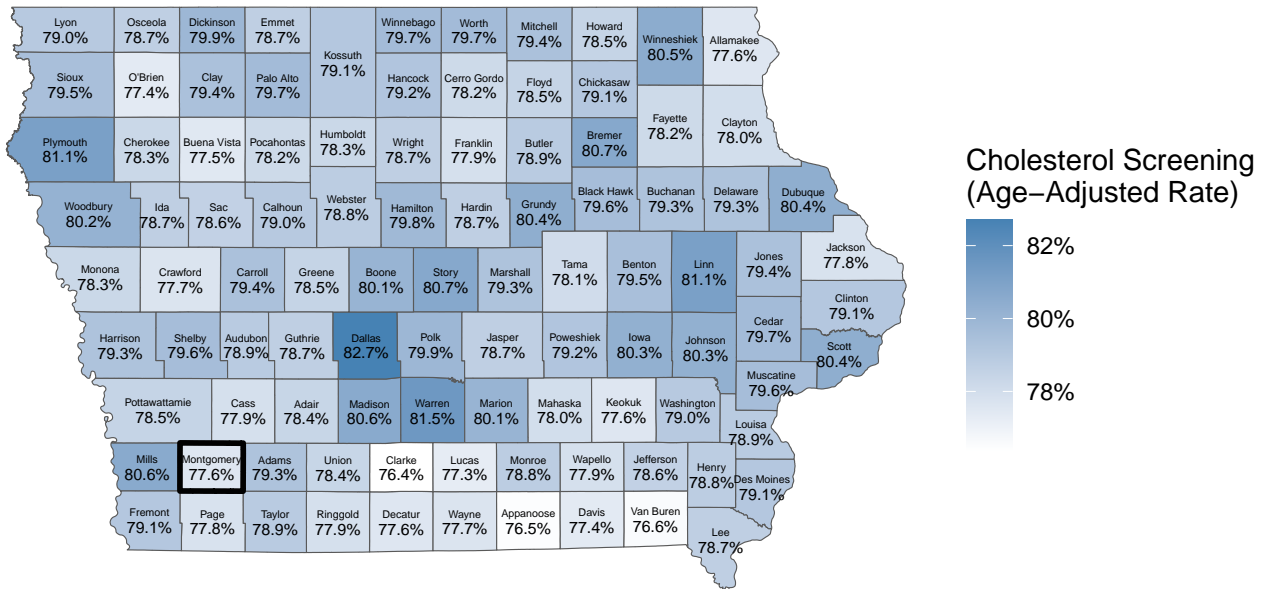 Lyon
79.0%
Osceola
78.7%
Dickinson
79.9%
Emmet
78.7%
Kossuth
79.1%
Winnebago
79.7%
Worth
79.7%
Mitchell
79.4%
Howard
78.5%
Winneshiek
80.5%
Allamakee
77.6%
Sioux
79.5%
O'Brien
77.4%
Clay
79.4%
Palo Alto
79.7%
Hancock
79.2%
Cerro Gordo
78.2%
Floyd
78.5%
Chickasaw
79.1%
Fayette
78.2%
Clayton
78.0%
Plymouth
81.1%
Cherokee
78.3%
Buena Vista
77.5%
Pocahontas
78.2%
Humboldt
78.3%
Wright
78.7%
Franklin
77.9%
Butler
78.9%
Bremer
80.7%
Woodbury
80.2%
Ida
78.7%
Sac
78.6%
Calhoun
79.0%
Webster
78.8%
Hamilton
79.8%
Hardin
78.7%
Grundy
80.4%
Black Hawk
79.6%
Buchanan
79.3%
Delaware
79.3%
Dubuque
80.4%
Monona
78.3%
Crawford
77.7%
Carroll
79.4%
Greene
78.5%
Boone
80.1%
Story
80.7%
Marshall
79.3%
Tama
78.1%
Benton
79.5%
Linn
81.1%
Jones
79.4%
Jackson
77.8%
Clinton
79.1%
Harrison
79.3%
Shelby
79.6%
Audubon
78.9%
Guthrie
78.7%
Dallas
82.7%
Polk
79.9%
Jasper
78.7%
Poweshiek
79.2%
Iowa
80.3%
Johnson
80.3%
Cedar
79.7%
Scott
80.4%
Muscatine
79.6%
Pottawattamie
78.5%
Cass
77.9%
Adair
78.4%
Madison
80.6%
Warren
81.5%
Marion
80.1%
Mahaska
78.0%
Keokuk
77.6%
Washington
79.0%
Louisa
78.9%
Mills
80.6%
Montgomery
77.6%
Adams
79.3%
Union
78.4%
Clarke
76.4%
Lucas
77.3%
Monroe
78.8%
Wapello
77.9%
Jefferson
78.6%
Henry
78.8%
Des Moines
79.1%
Fremont
79.1%
Page
77.8%
Taylor
78.9%
Ringgold
77.9%
Decatur
77.6%
Wayne
77.7%
Appanoose
76.5%
Davis
77.4%
Van Buren
76.6%
Lee
78.7%
Cholesterol Screening
(Age−Adjusted Rate)
82%
80%
78%